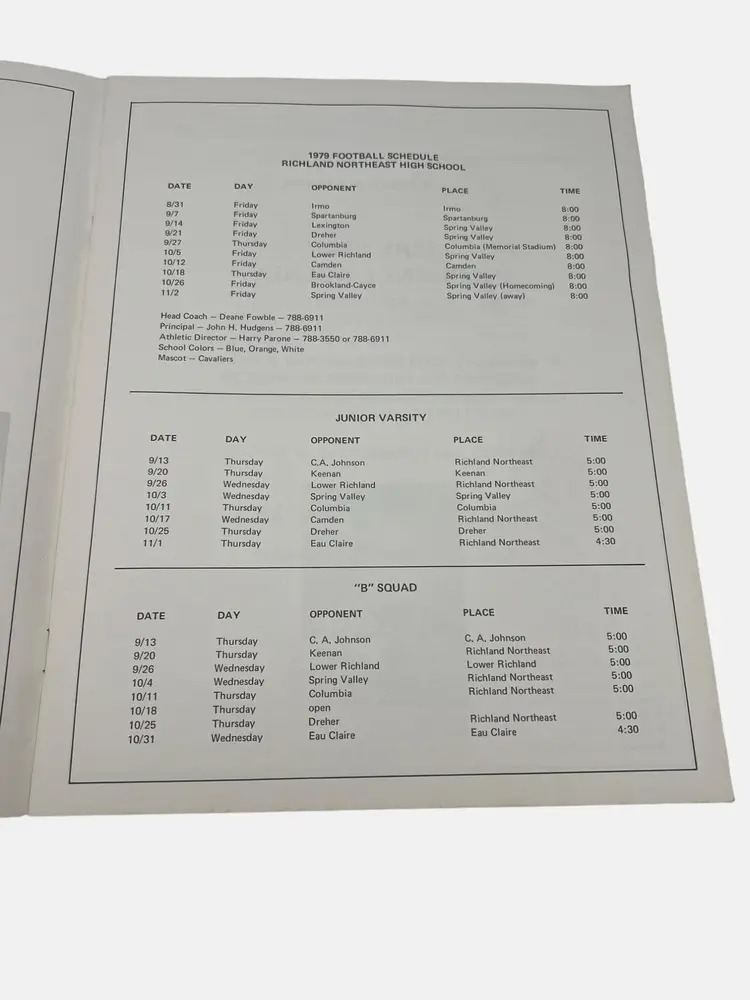 1979 FOOTBALL SCHEDULE
RICHLAND NORTHEAST HIGH SCHOOL
DATE DAY OPPONENT PLACE TIME
8/31 Friday Irmo Irmo 8:00
9/7 Friday Spartanburg Spartanburg 8:00
9/14 Friday Lexington Spring Valley 8:00
9/21 Friday Dreher Spring Valley 8:00
9/27 Thursday Columbia Columbia (Memorial Stadium) 8:00
10/5 Friday Lower Richland Spring Valley 8:00
10/12 Friday Camden Camden 8:00
10/18 Thursday Eau Claire Spring Valley 8:00
10/26 Friday Brookland-Cayce Spring Valley (Homecoming) 8:00
11/2 Friday Spring Valley Spring Valley (away) 8:00
Head Coach — Deane Fowble — 788-6911
Principal — John H. Hudgens — 788-6911
Athletic Director — Harry Parone — 788-3550 or 788-6911
School Colors — Blue, Orange, White
Mascot — Cavaliers
JUNIOR VARSITY
DATE DAY OPPONENT PLACE TIME
9/13 Thursday C.A. Johnson Richland Northeast 5:00
9/20 Thursday Keenan Keenan 5:00
9/26 Wednesday Lower Richland Richland Northeast 5:00
10/3 Wednesday Spring Valley Spring Valley 5:00
10/11 Thursday Columbia Columbia 5:00
10/17 Wednesday Camden Richland Northeast 5:00
10/25 Thursday Dreher Dreher 5:00
11/1 Thursday Eau Claire Richland Northeast 4:30
"B" SQUAD
DATE DAY OPPONENT PLACE TIME
9/13 Thursday C. A. Johnson C. A. Johnson 5:00
9/20 Thursday Keenan Richland Northeast 5:00
9/26 Wednesday Lower Richland Lower Richland 5:00
10/4 Wednesday Spring Valley Richland Northeast 5:00
10/11 Thursday Columbia Richland Northeast 5:00
10/18 Thursday open
10/25 Thursday Dreher Richland Northeast 5:00
10/31 Wednesday Eau Claire Eau Claire 4:30